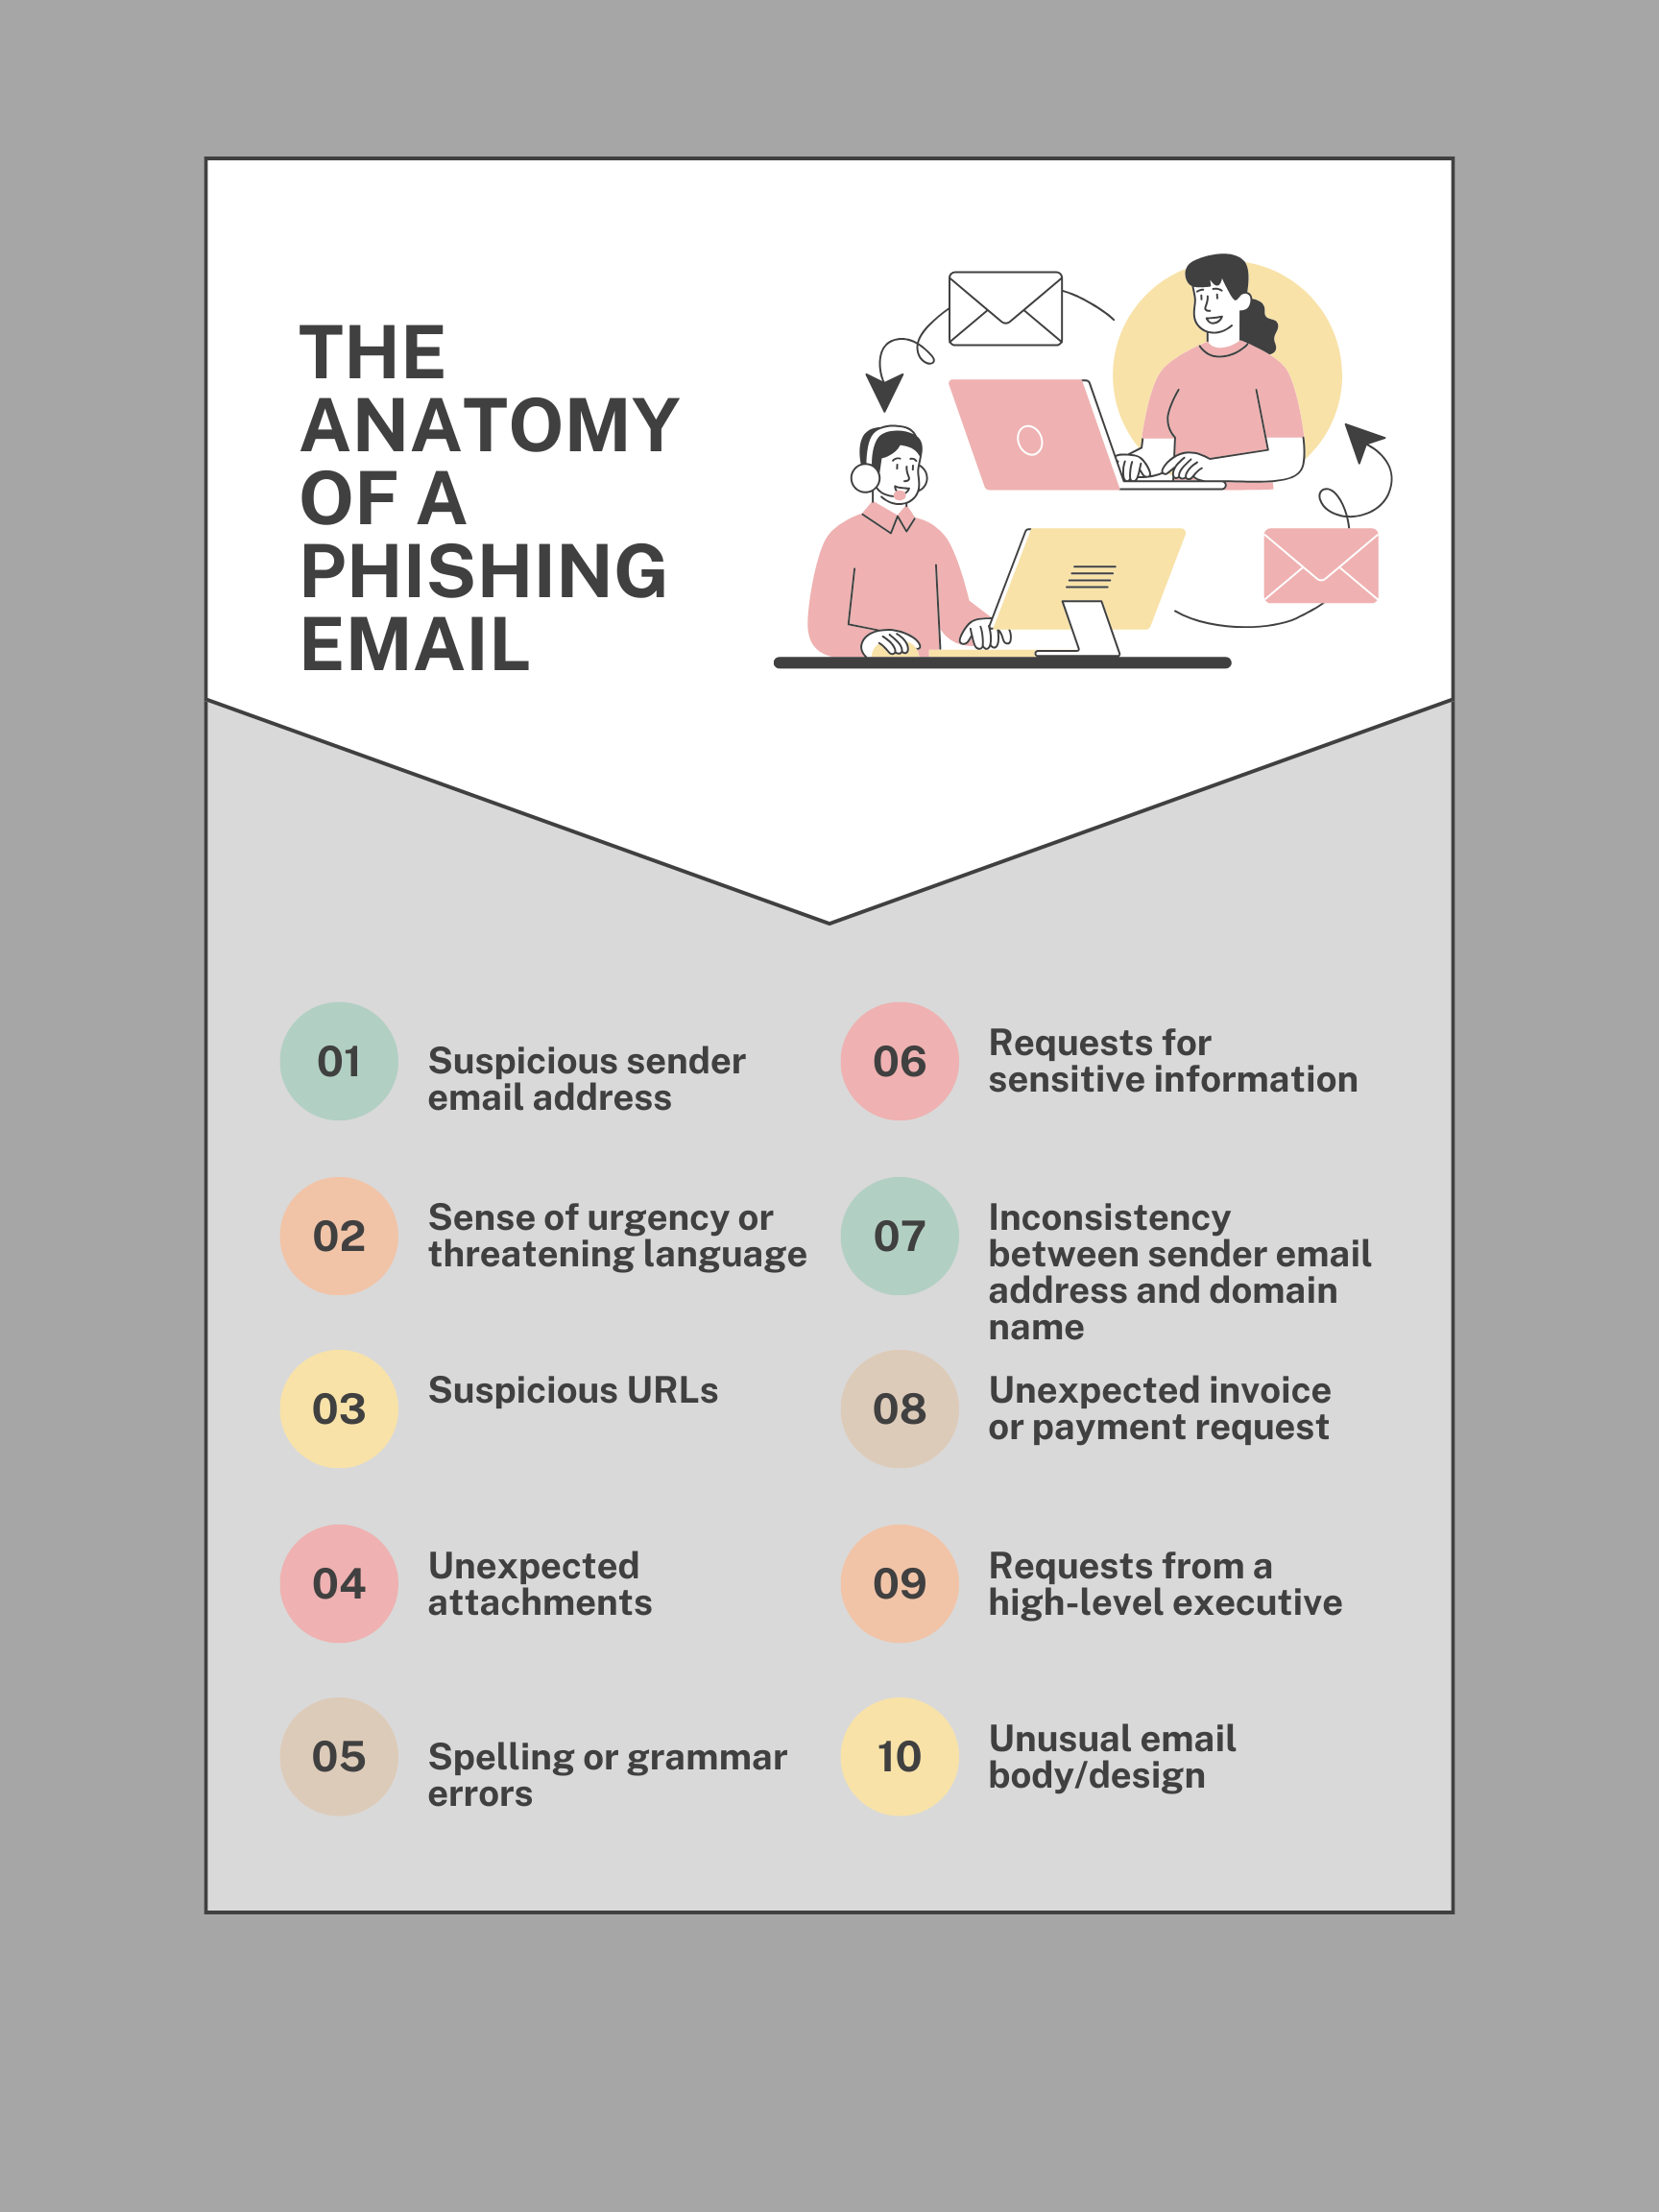 THE
ANATOMY
OF A
PHISHING
EMAIL
01
Suspicious sender
email address
02
Sense of urgency or
threatening language
03
Suspicious URLs
04
Unexpected
attachments
05
Spelling or grammar
errors
06
Requests for
sensitive information
07
Inconsistency
between sender email
address and domain
name
08
Unexpected invoice
or payment request
09
Requests from a
high-level executive
10
Unusual email
body/design